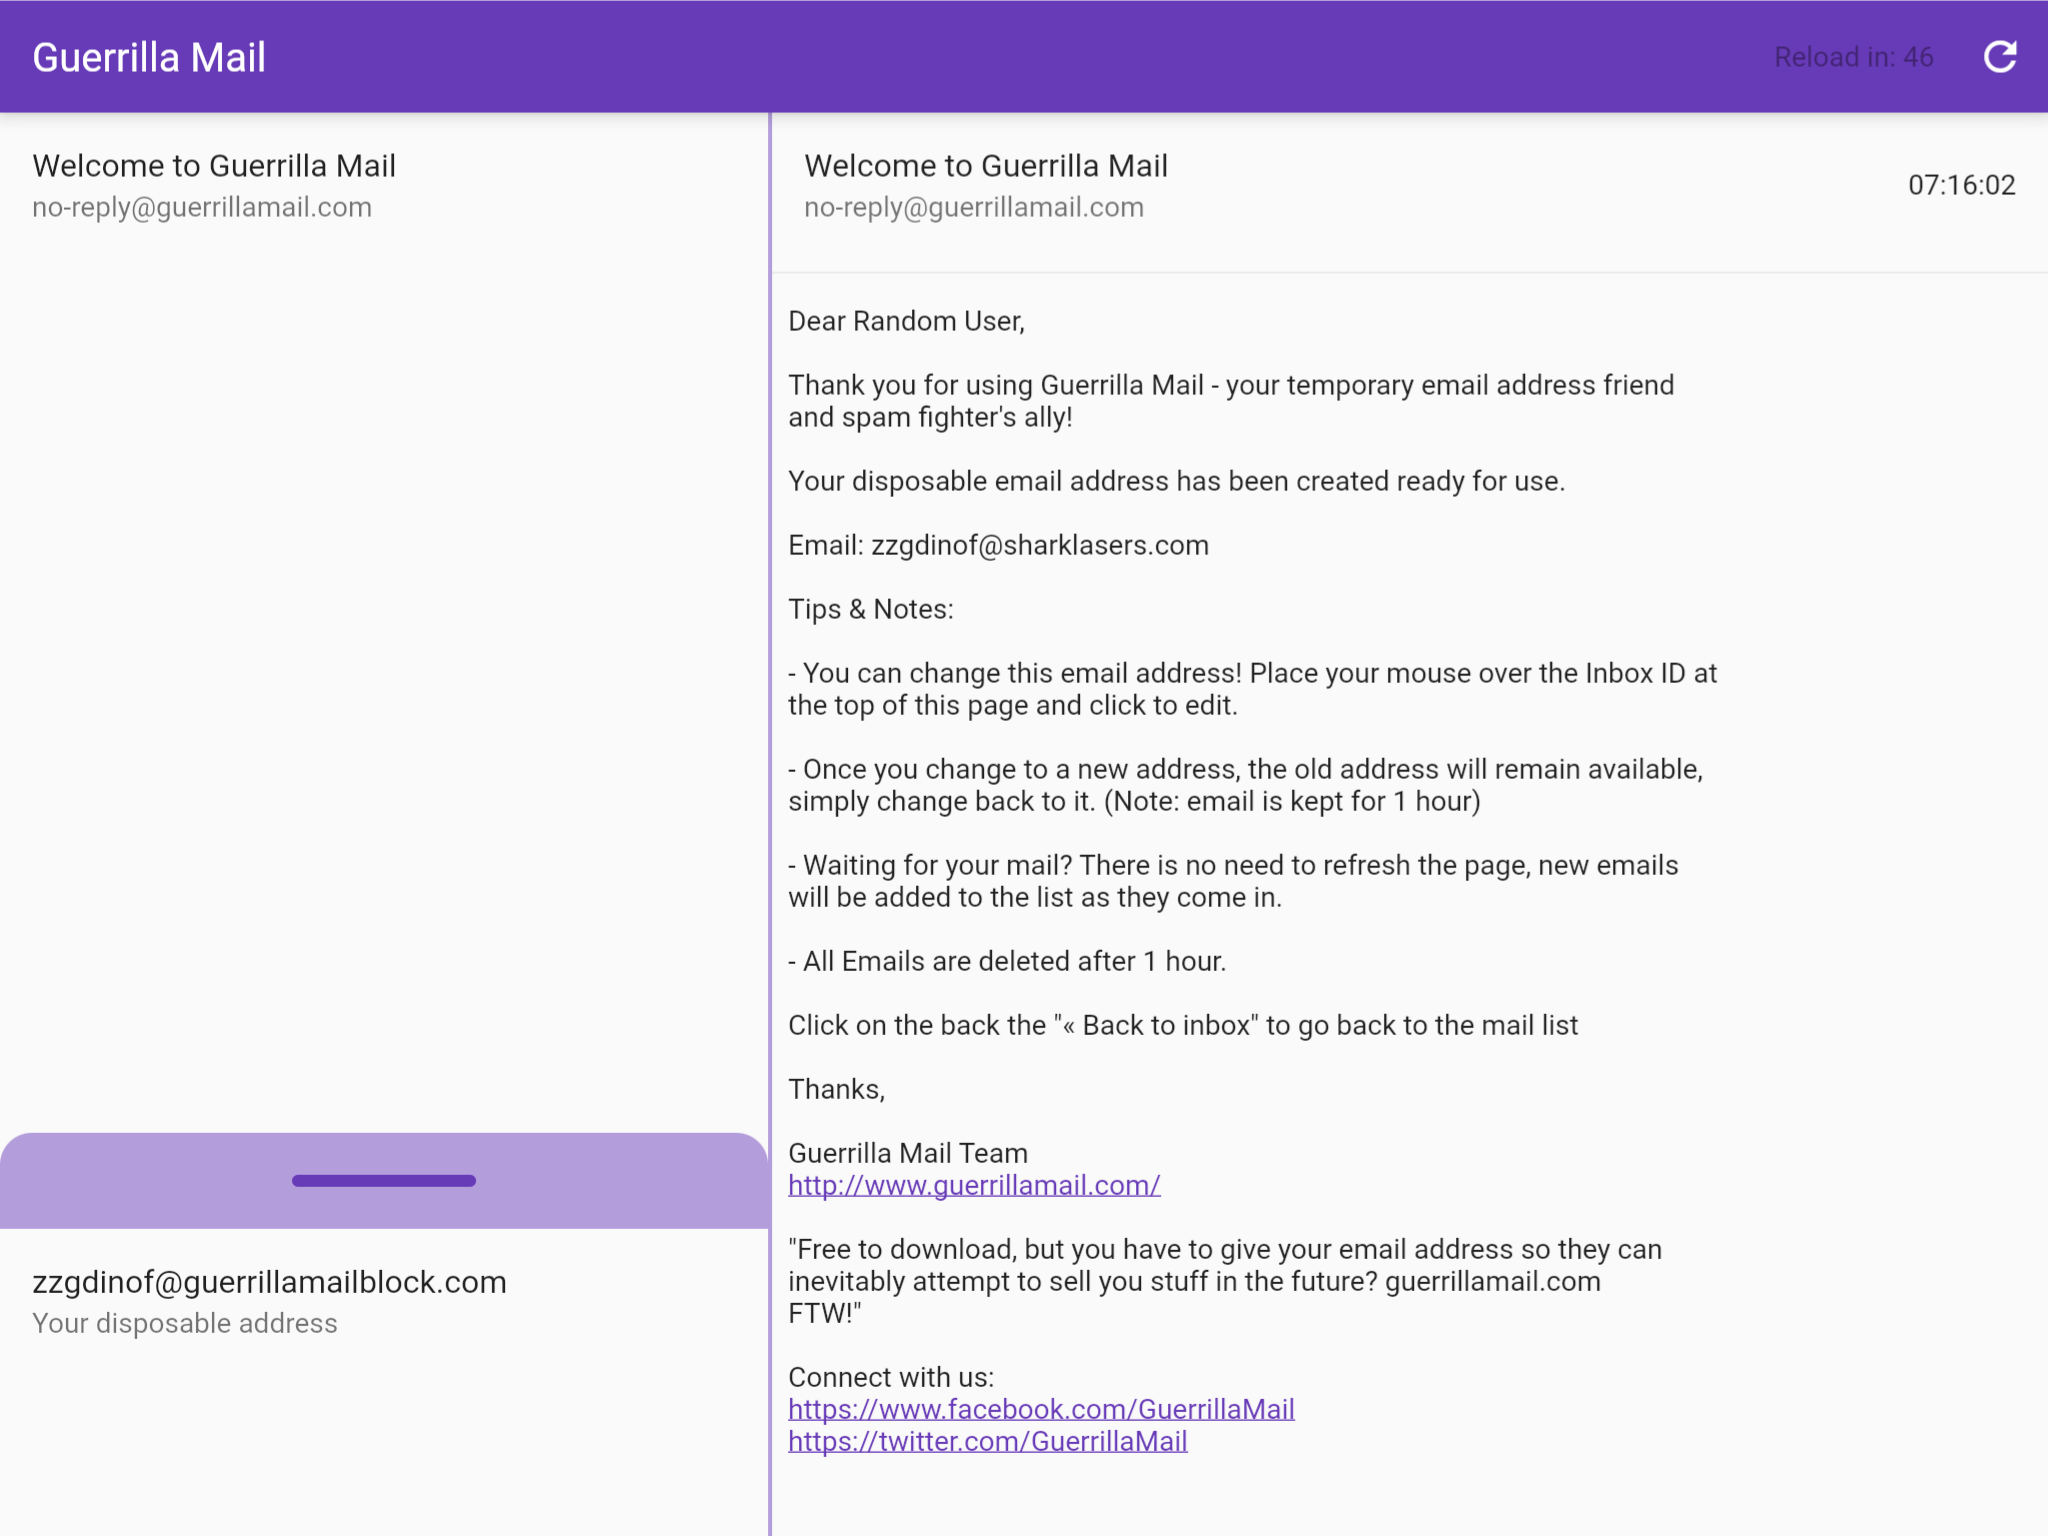 Guerrilla Mail
Reload in: 46
Welcome to Guerrilla Mail
no-reply@guerrillamail.com
zzgdinof@guerrillamailblock.com
Your disposable address
Welcome to Guerrilla Mail
no-reply@guerrillamail.com
07:16:02
Dear Random User,
Thank you for using Guerrilla Mail - your temporary email address friend
and spam fighter's ally!
Your disposable email address has been created ready for use.
Email: zzgdinof@sharklasers.com
Tips & Notes:
- You can change this email address! Place your mouse over the Inbox ID at
the top of this page and click to edit.
- Once you change to a new address, the old address will remain available,
simply change back to it. (Note: email is kept for 1 hour)
- Waiting for your mail? There is no need to refresh the page, new emails
will be added to the list as they come in.
- All Emails are deleted after 1 hour.
Click on the back the "« Back to inbox" to go back to the mail list
Thanks,
Guerrilla Mail Team
http://www.guerrillamail.com/
"Free to download, but you have to give your email address so they can
inevitably attempt to sell you stuff in the future? guerrillamail.com
FTW!"
Connect with us:
https://www.facebook.com/GuerrillaMail
https://twitter.com/GuerrillaMail